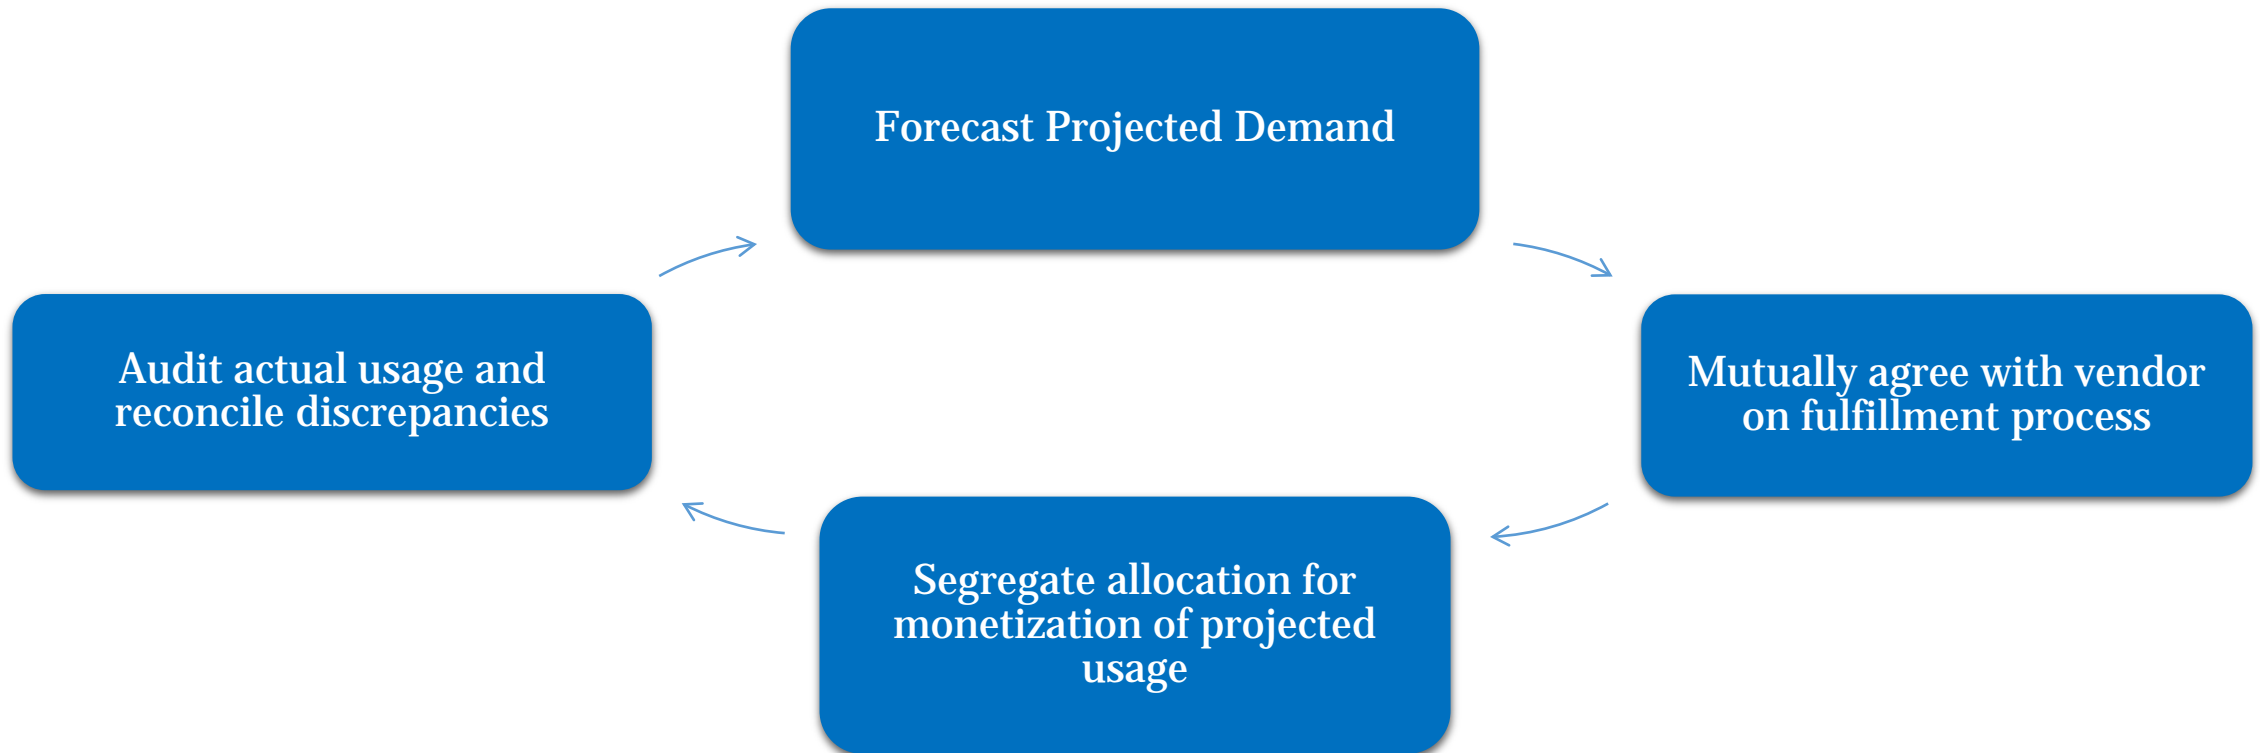 Forecast Projected Demand
Mutually agree with vendor
on fulfillment process
Segregate allocation for
monetization of projected
usage
Audit actual usage and
reconcile discrepancies